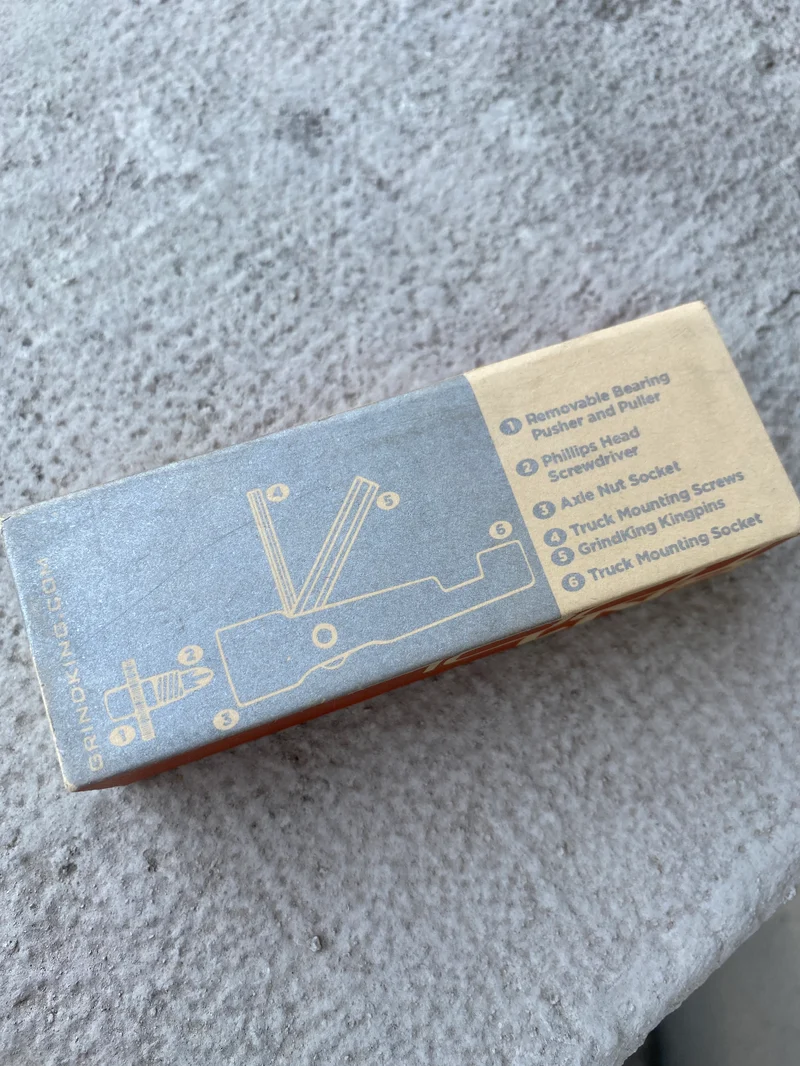 GRINDKING.COM
1
2
3
4
5
6
1 Removable Bearing
Pusher and Puller
2 Phillips Head
Screwdriver
3 Axle Nut Socket
4 Truck Mounting Screws
5 GrindKing Kingpins
6 Truck Mounting Socket